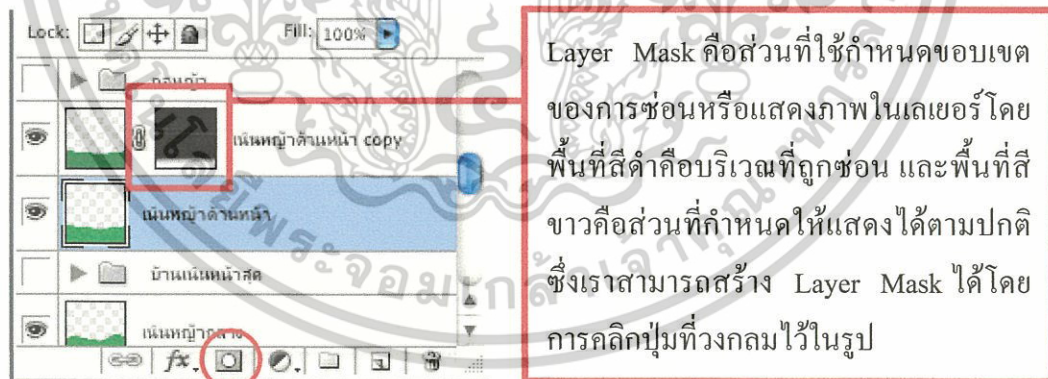 Lock:
Fill: 100%
เนินหญ้าด้านหน้า copy
เนินหญ้าด้านหน้า
บ้านเนินหน้าสุด
เนินหญ้ากลาง
fx.
Layer Mask คือส่วนที่ใช้กำหนดขอบเขต
ของการซ่อนหรือแสดงภาพในเลเยอร์โดย
พื้นที่สีดำคือบริเวณที่ถูกซ่อน และพื้นที่สี
ขาวคือส่วนที่กำหนดให้แสดงได้ตามปกติ
ซึ่งเราสามารถสร้าง Layer Mask ได้โดย
การคลิกปุ่มที่วงกลมไว้ในรูป